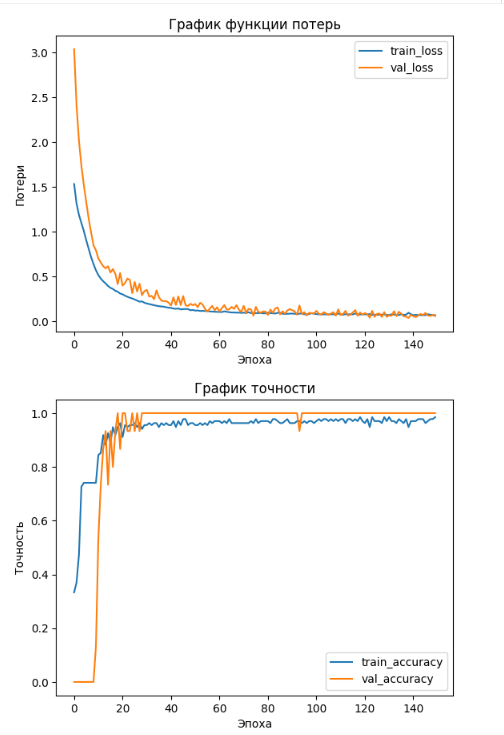 График функции потерь
train_loss
val_loss
3.0
2.5
2.0
1.5
1.0
0.5
0.0
Потери
0 20 40 60 80 100 120 140
Эпоха
График точности
1.0
0.8
0.6
0.4
0.2
0.0
Точность
train_accuracy
val_accuracy
0 20 40 60 80 100 120 140
Эпоха